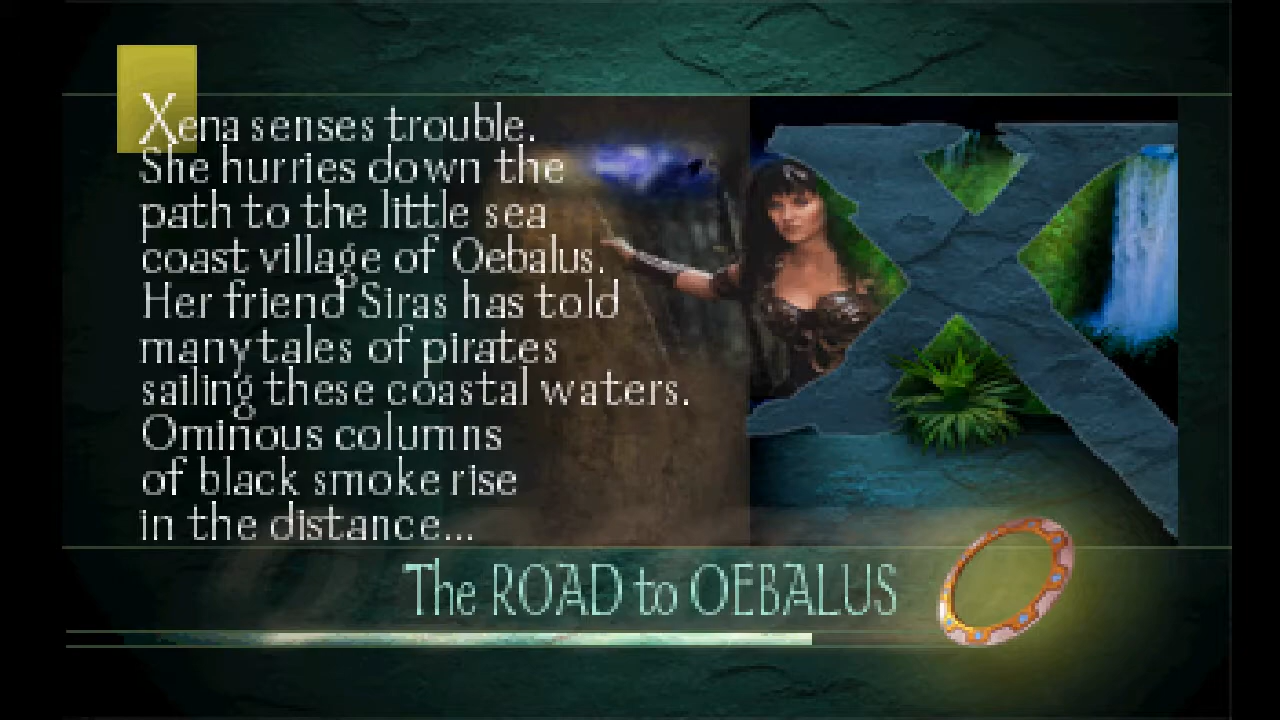 Xena senses trouble.
She hurries down the
path to the little sea
coast village of Oebalus.
Her friend Siras has told
many tales of pirates
sailing these coastal waters.
Ominous columns
of black smoke rise
in the distance...
The ROAD to OEBALUS